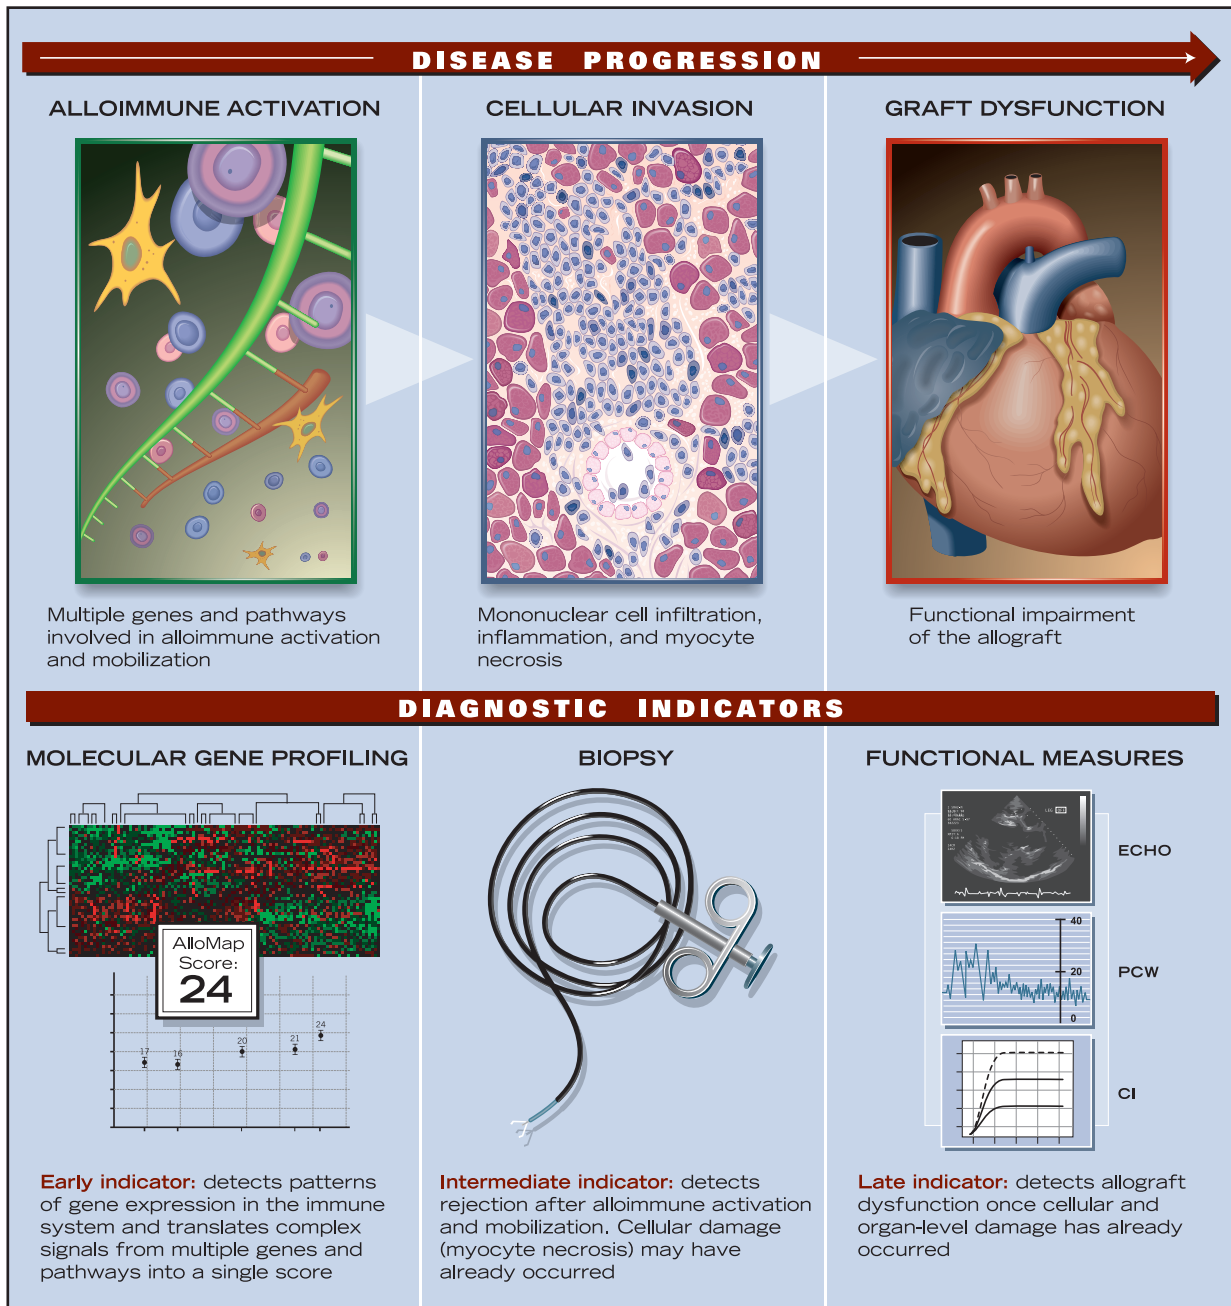 DISEASE PROGRESSION
ALLOIMMUNE ACTIVATION
CELLULAR INVASION
GRAFT DYSFUNCTION
Multiple genes and pathways
involved in alloimmune activation
and mobilization
Mononuclear cell infiltration,
inflammation, and myocyte
necrosis
Functional impairment
of the allograft
DIAGNOSTIC INDICATORS
MOLECULAR GENE PROFILING
BIOPSY
FUNCTIONAL MEASURES
AlloMap
Score:
24
17
16
20
21
24
ECHO
40
20
0
PCW
CI
Early indicator: detects patterns
of gene expression in the immune
system and translates complex
signals from multiple genes and
pathways into a single score
Intermediate indicator: detects
rejection after alloimmune activation
and mobilization. Cellular damage
(myocyte necrosis) may have
already occurred
Late indicator: detects allograft
dysfunction once cellular and
organ-level damage has already
occurred